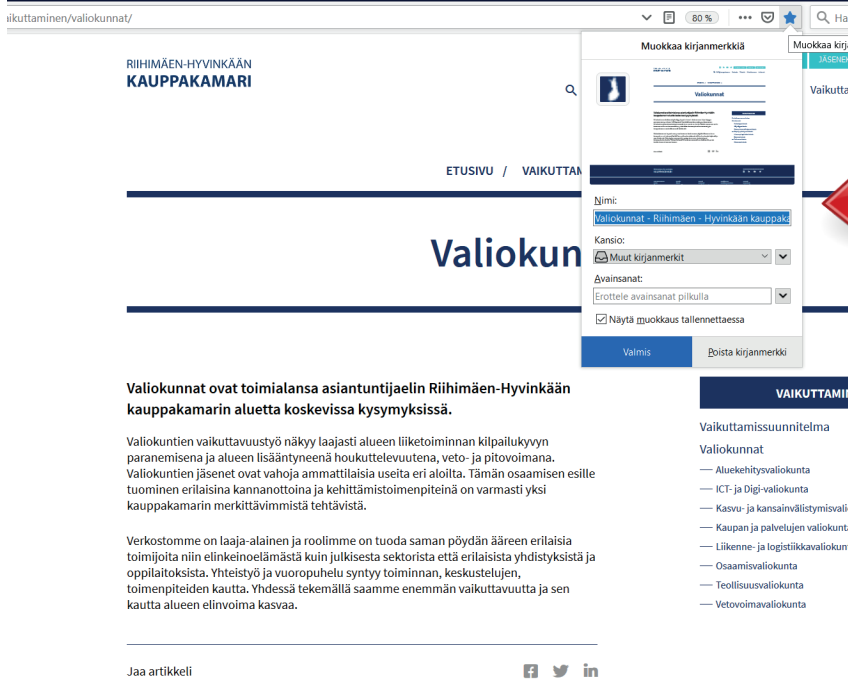 aikuttaminen/valiokunnat/
80 %
Ha
Muokkaa kirjanmerkkiä
Muokkaa kirja
RIIHIMÄEN-HYVINKÄÄN
KAUPPAKAMARI
JÄSENE
Vaikutta
ETUSIVU / VAIKUTTAM
Valiokun
Nimi:
Valiokunnat - Riihimäen - Hyvinkään kauppaka
Kansio:
Muut kirjanmerkit
Avainsanat:
Erottele avainsanat pilkulla
Näytä muokkaus tallennettaessa
Valmis
Poista kirjanmerkki
Valiokunnat ovat toimialansa asiantuntijaelin Riihimäen-Hyvinkään
kauppakamarin aluetta koskevissa kysymyksissä.
Valiokuntien vaikuttavuustyö näkyy laajasti alueen liiketoiminnan kilpailukyvyn
paranemisena ja alueen lisääntyneenä houkuttelevuutena, veto- ja pitovoimana.
Valiokuntien jäsenet ovat vahoja ammattilaisia useita eri aloilta. Tämän osaamisen esille
tuominen erilaisina kannanottoina ja kehittämistoimenpiteinä on varmasti yksi
kauppakamarin merkittävimmistä tehtävistä.
Verkostomme on laaja-alainen ja roolimme on tuoda saman pöydän ääreen erilaisia
toimijoita niin elinkeinoelämästä kuin julkisesta sektorista että erilaisista yhdistyksistä ja
oppilaitoksista. Yhteistyö ja vuoropuhelu syntyy toiminnan, keskustelujen,
toimenpiteiden kautta. Yhdessä tekemällä saamme enemmän vaikuttavuutta ja sen
kautta alueen elinvoima kasvaa.
Jaa artikkeli
VAIKUTTAMIN
Vaikuttamissuunnitelma
Valiokunnat
— Aluekehitysvaliokunta
— ICT- ja Digi-valiokunta
— Kasvu- ja kansainvälistymisvalio
— Kaupan ja palvelujen valiokunta
— Liikenne- ja logistiikkavaliokunt
— Osaamisvaliokunta
— Teollisuusvaliokunta
— Vetovoimavaliokunta